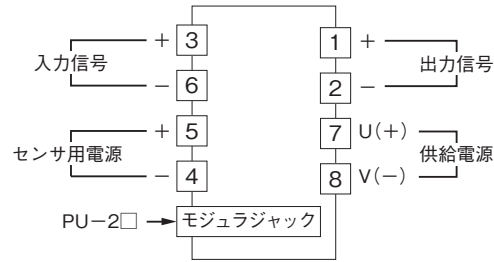 入力信号
+ 3
− 6
センサ用電源
+ 5
− 4
1 +
2 −
出力信号
7 U(+)
8 V(−)
供給電源
PU−2□
モジュラジャック